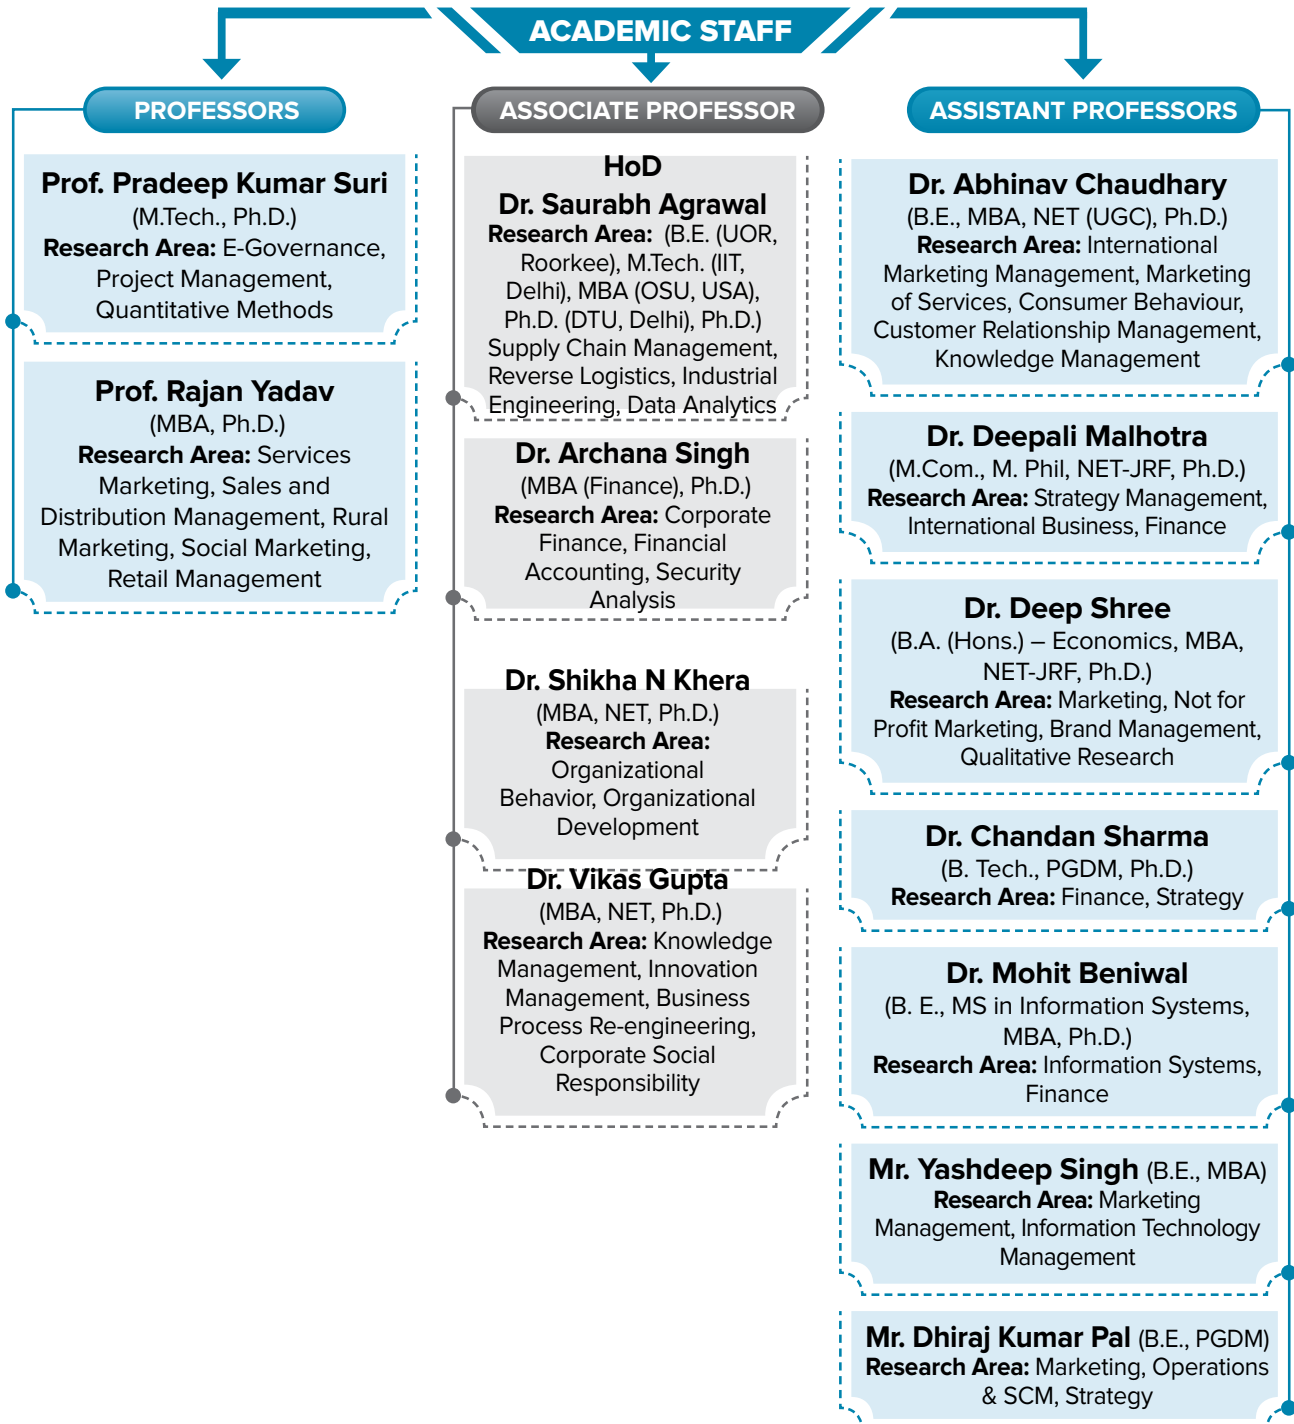 ACADEMIC STAFF
PROFESSORS
Prof. Pradeep Kumar Suri
(M.Tech., Ph.D.)
Research Area: E-Governance,
Project Management,
Quantitative Methods
Prof. Rajan Yadav
(MBA, Ph.D.)
Research Area: Services
Marketing, Sales and
Distribution Management, Rural
Marketing, Social Marketing,
Retail Management
ASSOCIATE PROFESSOR
HoD
Dr. Saurabh Agrawal
Research Area: (B.E. (UOR,
Roorkee), M.Tech. (IIT,
Delhi), MBA (OSU, USA),
Ph.D. (DTU, Delhi), Ph.D.)
Supply Chain Management,
Reverse Logistics, Industrial
Engineering, Data Analytics
Dr. Archana Singh
(MBA (Finance), Ph.D.)
Research Area: Corporate
Finance, Financial
Accounting, Security
Analysis
Dr. Shikha N Khera
(MBA, NET, Ph.D.)
Research Area:
Organizational
Behavior, Organizational
Development
Dr. Vikas Gupta
(MBA, NET, Ph.D.)
Research Area: Knowledge
Management, Innovation
Management, Business
Process Re-engineering,
Corporate Social
Responsibility
ASSISTANT PROFESSORS
Dr. Abhinav Chaudhary
(B.E., MBA, NET (UGC), Ph.D.)
Research Area: International
Marketing Management, Marketing
of Services, Consumer Behaviour,
Customer Relationship Management,
Knowledge Management
Dr. Deepali Malhotra
(M.Com., M. Phil, NET-JRF, Ph.D.)
Research Area: Strategy Management,
International Business, Finance
Dr. Deep Shree
(B.A. (Hons.) – Economics, MBA,
NET-JRF, Ph.D.)
Research Area: Marketing, Not for
Profit Marketing, Brand Management,
Qualitative Research
Dr. Chandan Sharma
(B. Tech., PGDM, Ph.D.)
Research Area: Finance, Strategy
Dr. Mohit Beniwal
(B. E., MS in Information Systems,
MBA, Ph.D.)
Research Area: Information Systems,
Finance
Mr. Yashdeep Singh (B.E., MBA)
Research Area: Marketing
Management, Information Technology
Management
Mr. Dhiraj Kumar Pal (B.E., PGDM)
Research Area: Marketing, Operations
& SCM, Strategy